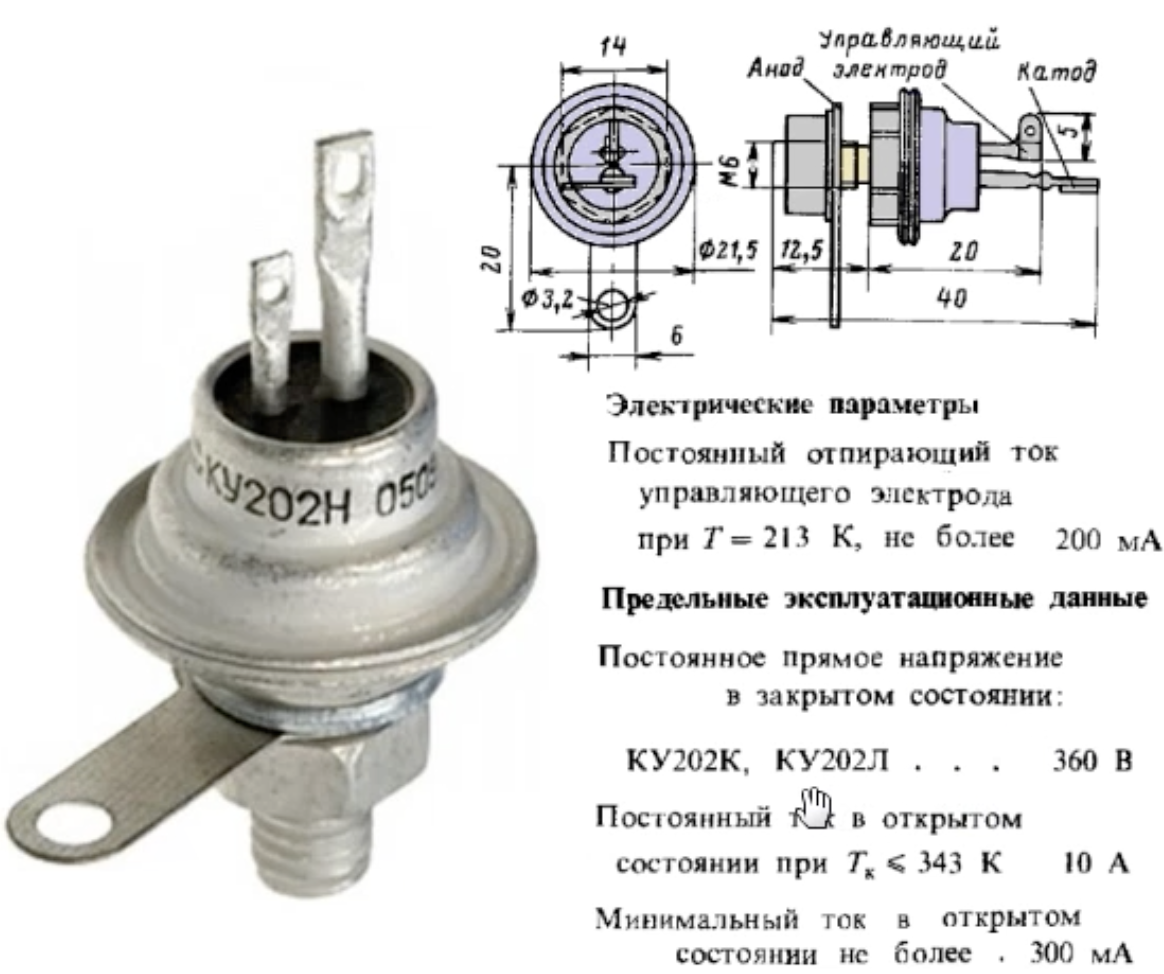 14
Управляющий
Анод электрод Катод
5
М6
20
Ф21,5 12,5 20
Ф3,2
40
6
СКУ202Н 0509
Электрические параметры
Постоянный отпирающий ток
управляющего электрода
при T = 213 К, не более 200 мА
Предельные эксплуатационные данные
Постоянное прямое напряжение
в закрытом состоянии:
КУ202К, КУ202Л . . . 360 В
Постоянный в открытом
состоянии при Tк ⩽ 343 К 10 А
Минимальный ток в открытом
состоянии не более . 300 мА